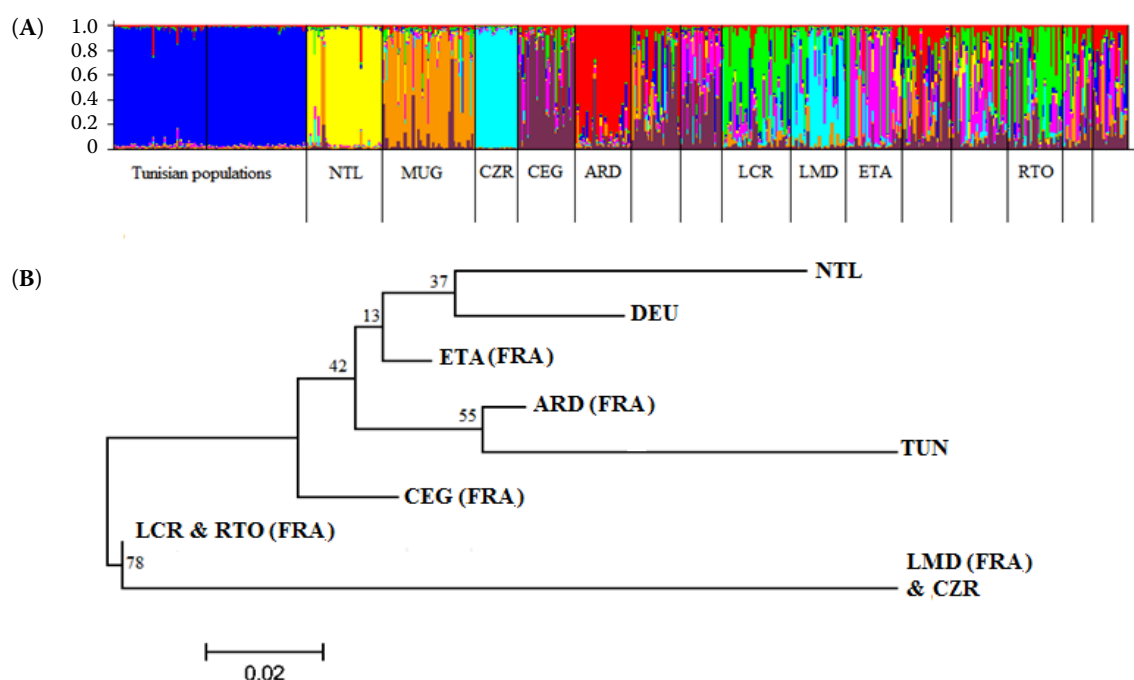 (A)
1.0
0.8
0.6
0.4
0.2
0
Tunisian populations NTL MUG CZR CEG ARD LCR LMD ETA RTO
(B)
NTL
37
DEU
13
ETA (FRA)
42
ARD (FRA)
55
TUN
CEG (FRA)
LCR & RTO (FRA)
78
LMD (FRA)
& CZR
0.02